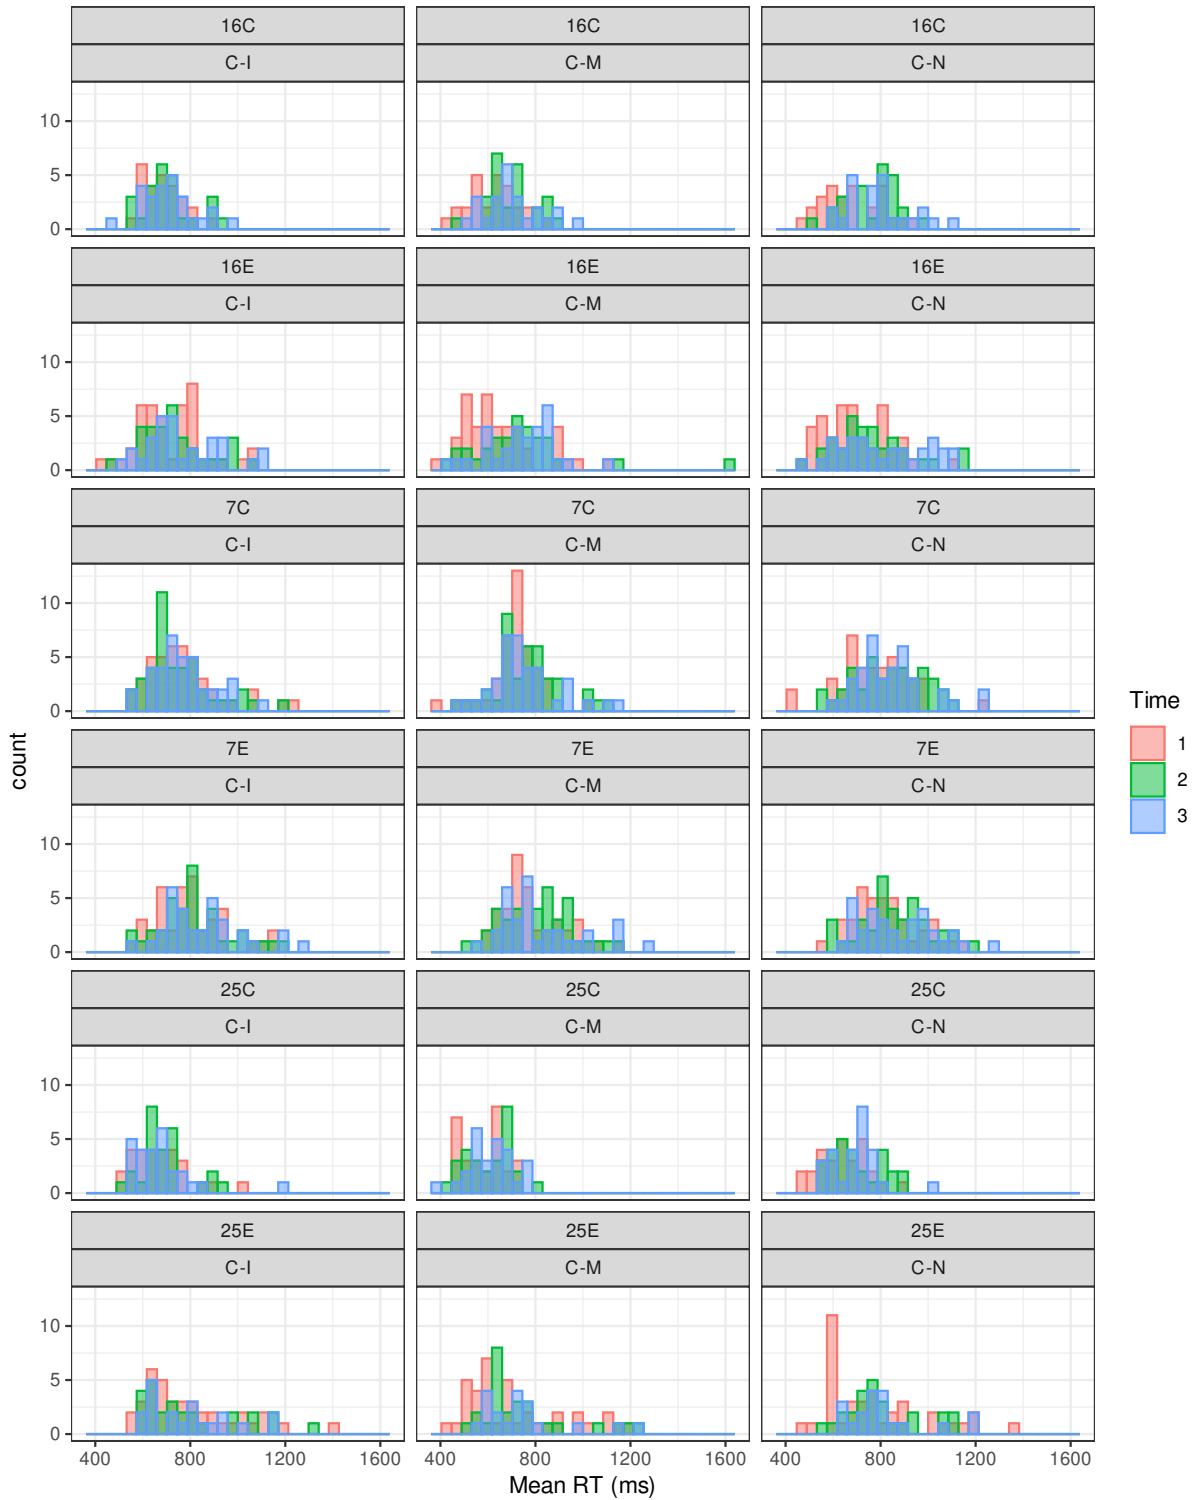 16C 16C 16C
C-I C-M C-N
10
5
0
16E 16E 16E
C-I C-M C-N
10
5
0
7C 7C 7C
C-I C-M C-N
10
5
0
7E 7E 7E
C-I C-M C-N
10
5
0
25C 25C 25C
C-I C-M C-N
10
5
0
25E 25E 25E
C-I C-M C-N
10
5
0
400 800 1200 1600 400 800 1200 1600 400 800 1200 1600
Mean RT (ms)
count
Time
1
2
3